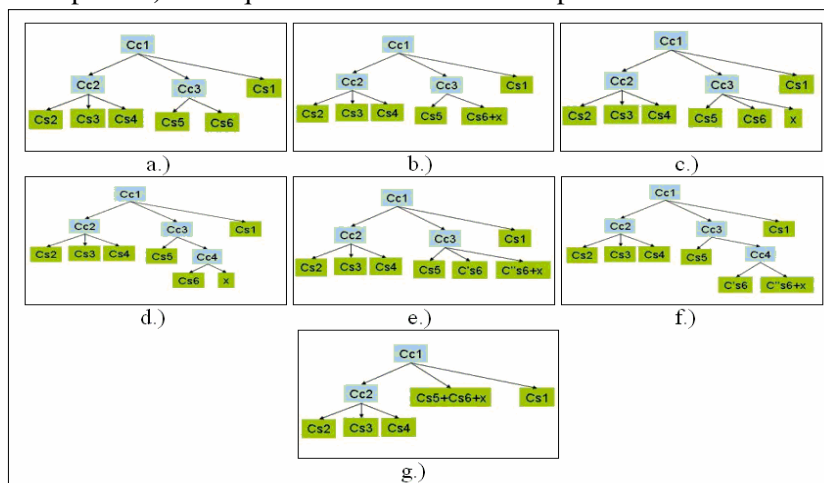 Cc1
Cc2 Cc3 Cs1
Cs2 Cs3 Cs4 Cs5 Cs6
a.)
Cc1
Cc2 Cc3 Cs1
Cs2 Cs3 Cs4 Cs5 Cs6+x
b.)
Cc1
Cc2 Cc3 Cs1
Cs2 Cs3 Cs4 Cs5 Cs6 x
c.)
Cc1
Cc2 Cc3 Cs1
Cs2 Cs3 Cs4 Cs5 Cc4
Cs6 x
d.)
Cc1
Cc2 Cc3 Cs1
Cs2 Cs3 Cs4 Cs5 C's6 C''s6+x
e.)
Cc1
Cc2 Cc3 Cs1
Cs2 Cs3 Cs4 Cs5 Cc4
C's6 C''s6+x
f.)
Cc1
Cc2 Cs5+Cs6+x Cs1
Cs2 Cs3 Cs4
g.)